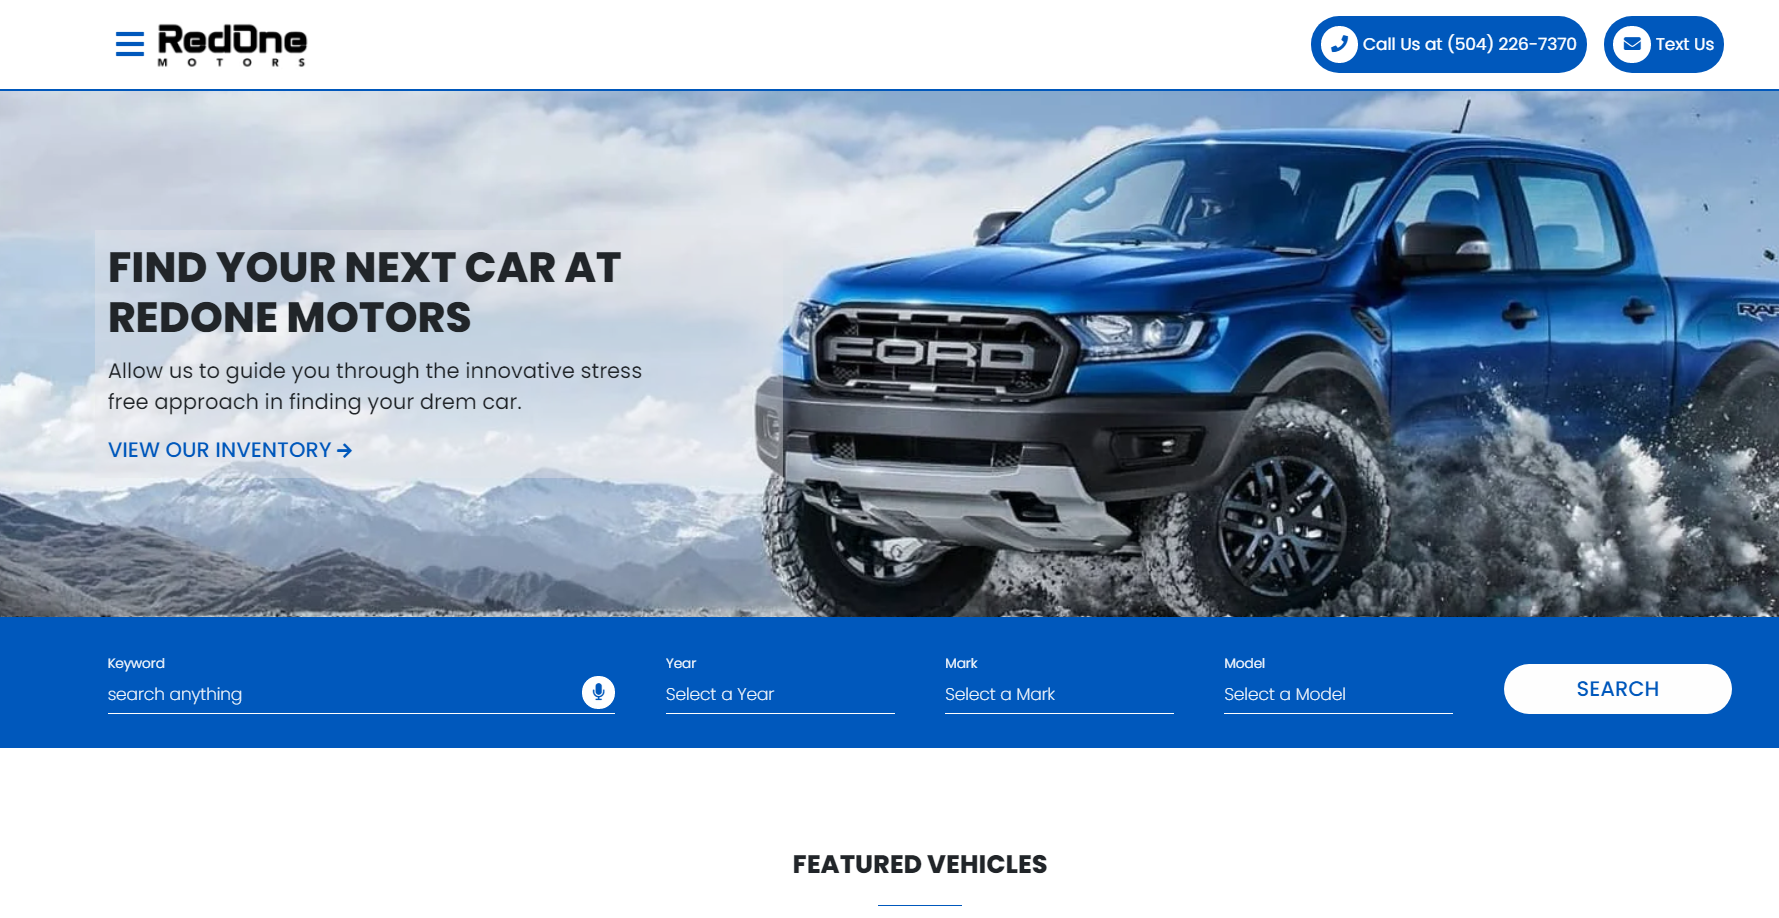 RedOne
MOTORS
Call Us at (504) 226-7370
Text Us
FIND YOUR NEXT CAR AT
REDONE MOTORS
Allow us to guide you through the innovative stress
free approach in finding your drem car.
VIEW OUR INVENTORY
FORD
Keyword
search anything
Year
Select a Year
Mark
Select a Mark
Model
Select a Model
SEARCH
FEATURED VEHICLES